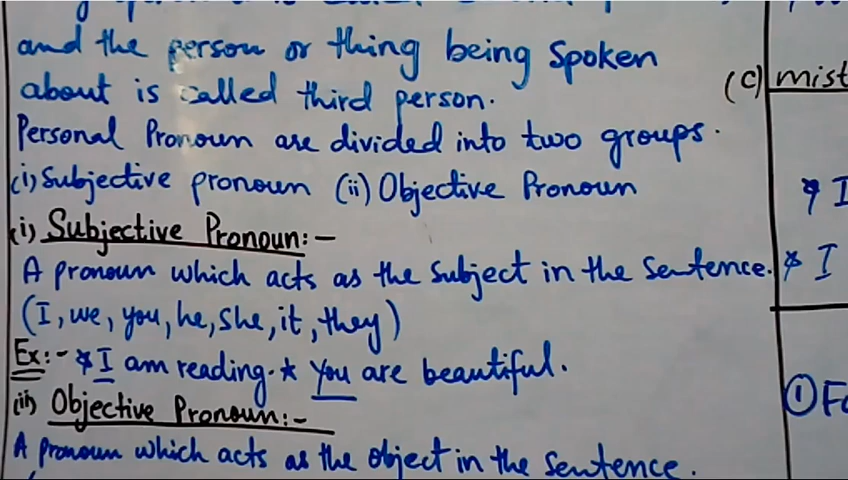 and the person or thing being spoken
about is called third person.
Personal Pronoun are divided into two groups.
(i) Subjective pronoun (ii) Objective Pronoun
(i) Subjective Pronoun:-
A pronoun which acts as the subject in the sentence.
(I, we, you, he, she, it, they)
Ex:- * I am reading. * You are beautiful.
(ii) Objective Pronoun:-
A pronoun which acts as the object in the sentence.
(c)
* I
* I
①